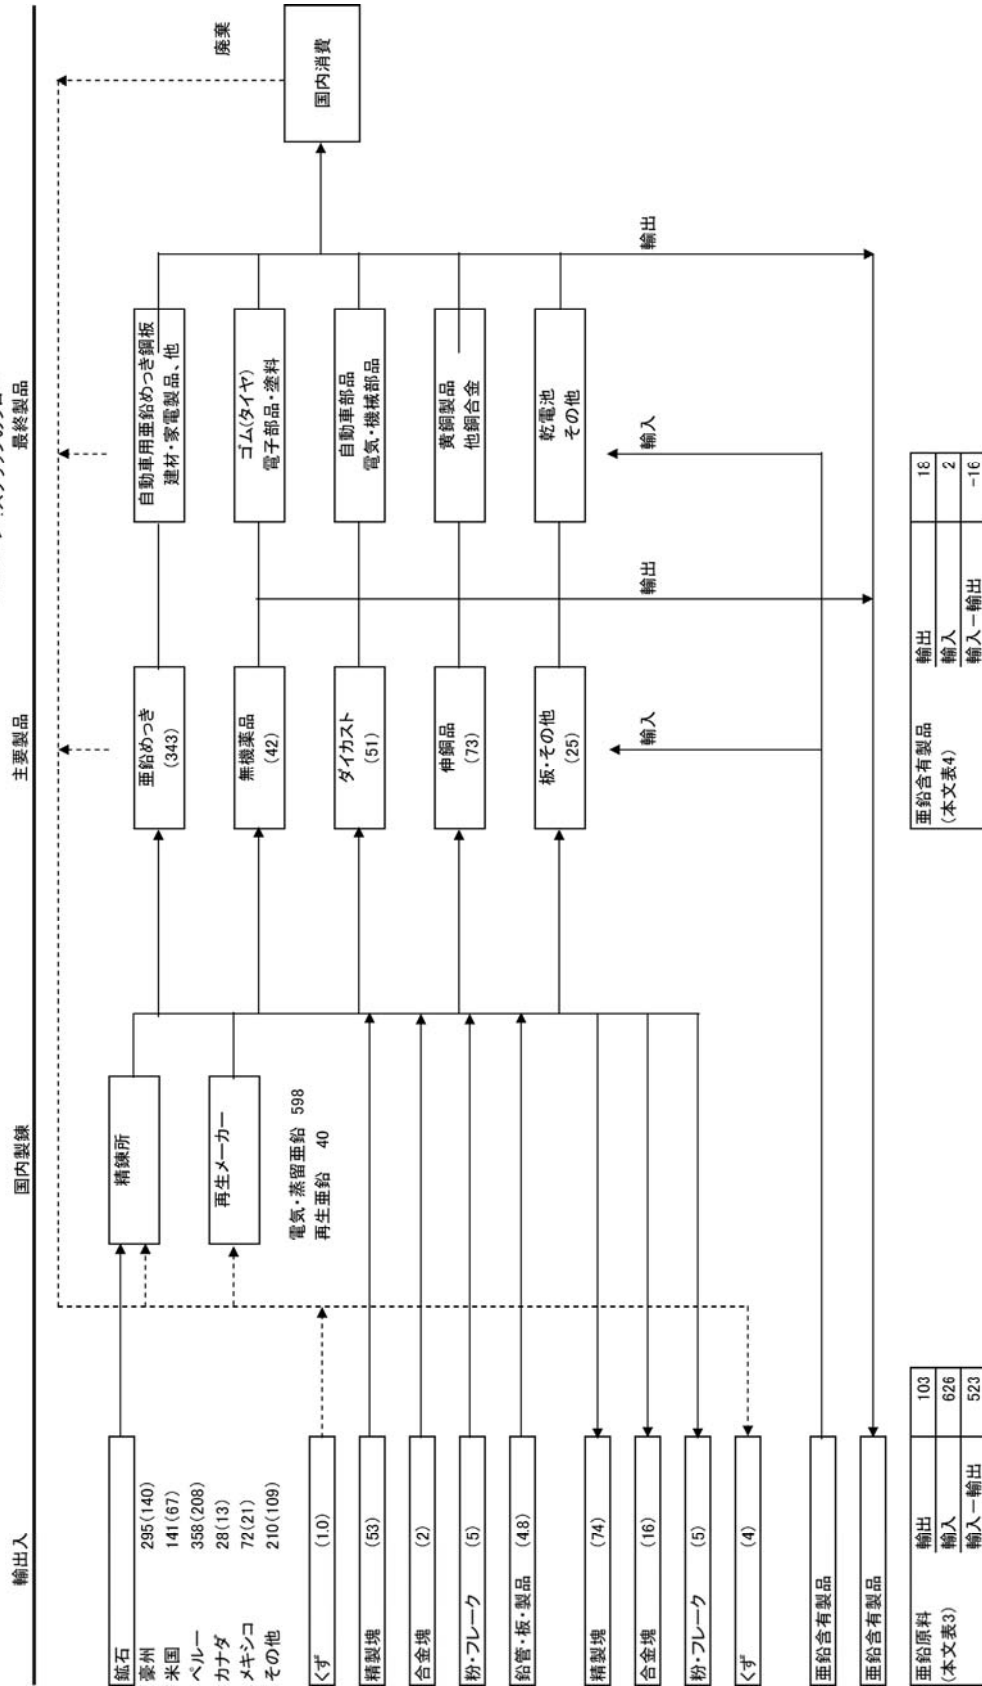 輸出入
国内製錬
主要製品
最終製品
鉱石
豪州 295(140)
米国 141(67)
ペルー 358(208)
カナダ 28(13)
メキシコ 72(21)
その他 210(109)
くず (1.0)
精製塊 (53)
合金塊 (2)
粉・フレーク (5)
鉛管・板・製品 (4.8)
精製塊 (74)
合金塊 (16)
粉・フレーク (5)
くず (4)
亜鉛含有製品
亜鉛含有製品
精錬所
再生メーカー
電気・蒸留亜鉛 598
再生亜鉛 40
亜鉛めっき
(343)
無機薬品
(42)
ダイカスト
(51)
伸銅品
(73)
板・その他
(25)
輸入
輸出
自動車用亜鉛めっき鋼板
建材・家電製品、他
ゴム(タイヤ)
電子部品・塗料
自動車部品
電気・機械部品
黄銅製品
他銅合金
乾電池
その他
輸入
輸出
国内消費
廃棄
亜鉛原料
(本文表3)
輸出 103
輸入 626
輸入－輸出 523
亜鉛含有製品
(本文表4)
輸出 18
輸入 2
輸入－輸出 -16